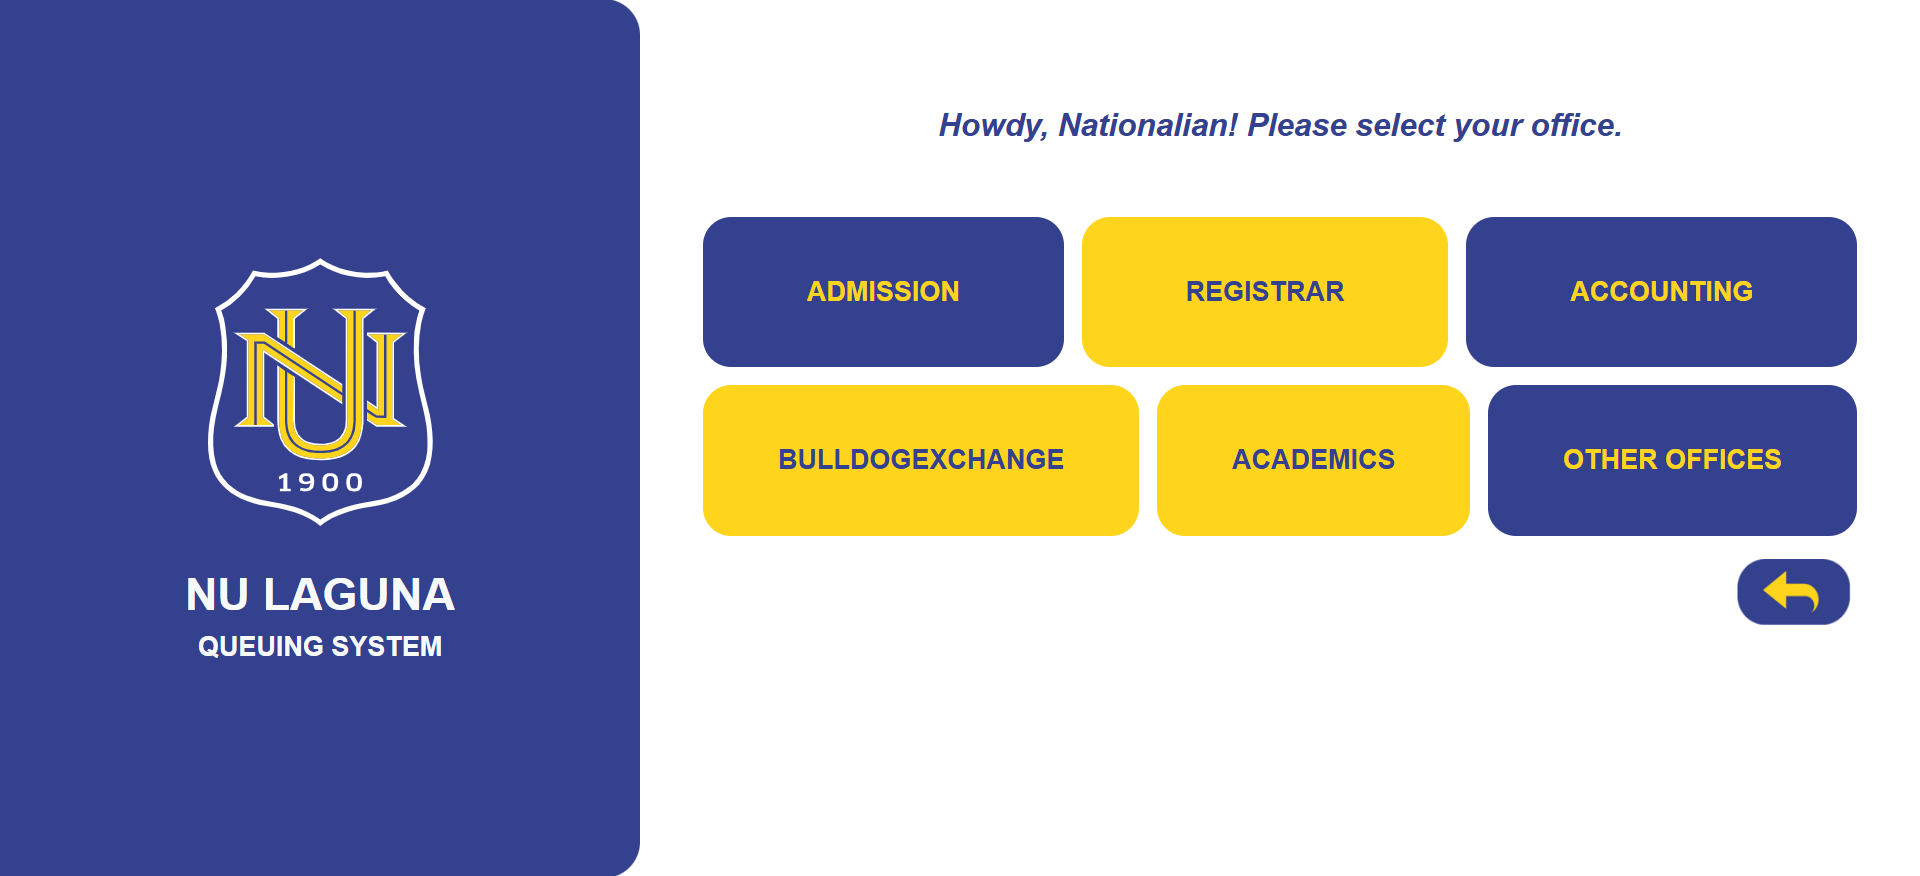 Howdy, Nationalian! Please select your office.
ADMISSION
REGISTRAR
ACCOUNTING
BULLDOGEXCHANGE
ACADEMICS
OTHER OFFICES
NU
1900
NU LAGUNA
QUEUING SYSTEM